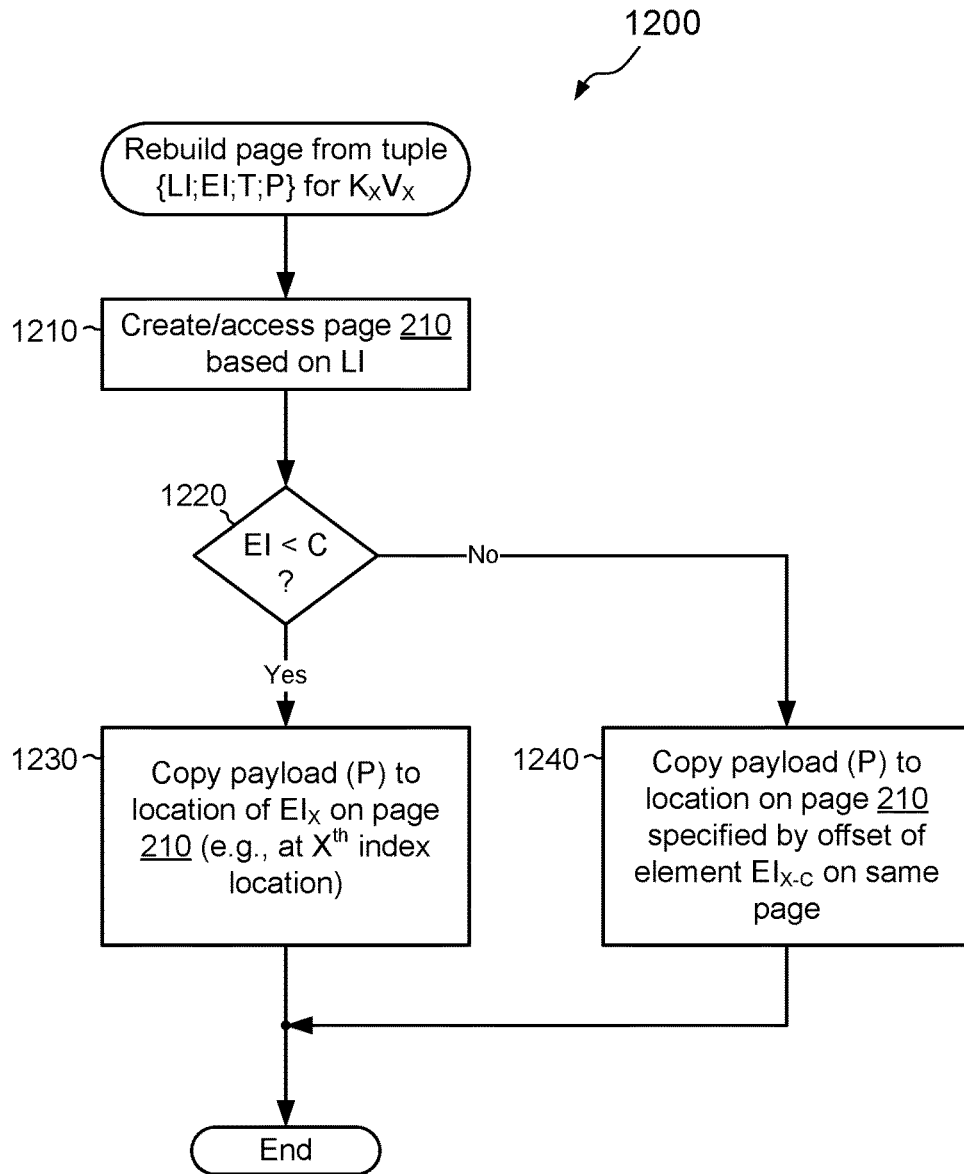 1200
Rebuild page from tuple
{LI;EI;T;P} for KXVX
1210
Create/access page 210
based on LI
1220
EI < C
?
No
Yes
1230
Copy payload (P) to
location of EIX on page
210 (e.g., at Xth index
location)
1240
Copy payload (P) to
location on page 210
specified by offset of
element EIX-C on same
page
End